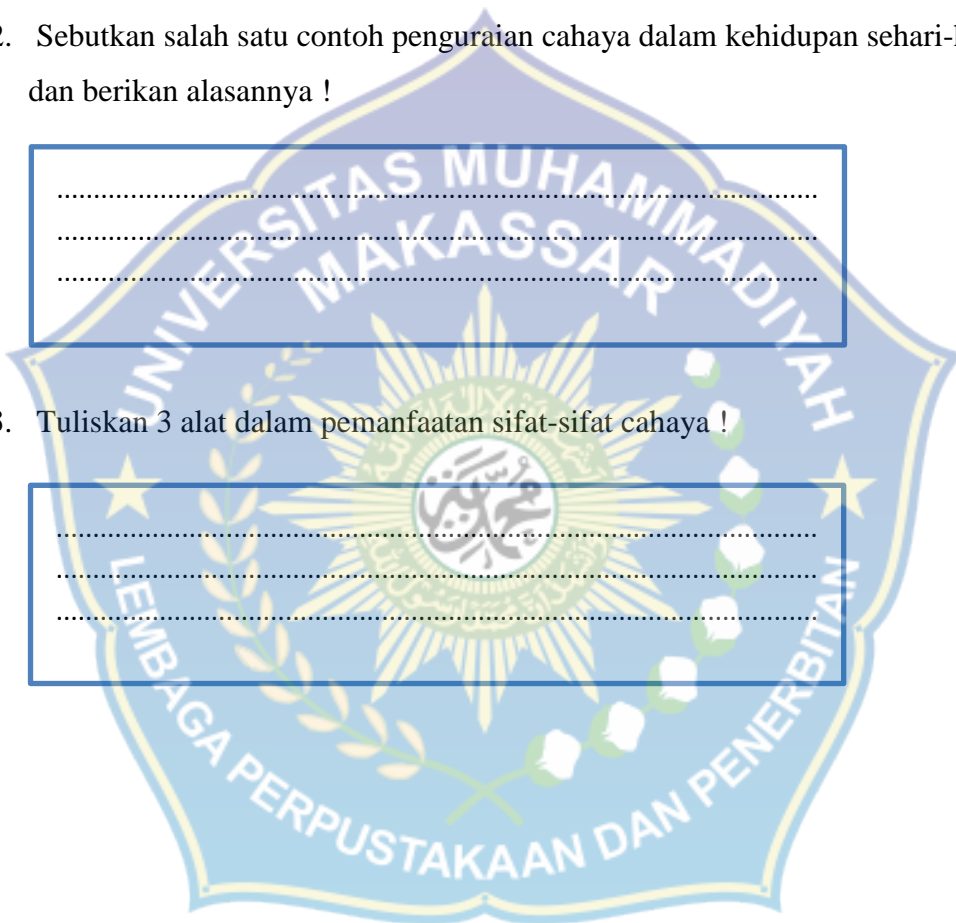 2. Sebutkan salah satu contoh penguraian cahaya dalam kehidupan sehari-
dan berikan alasannya !
UNIVERSITAS MUHAMMADIYAH
MAKASSAR
................................................................................................
................................................................................................
................................................................................................
3. Tuliskan 3 alat dalam pemanfaatan sifat-sifat cahaya !
................................................................................................
................................................................................................
................................................................................................
محمد
LEMBAGA PERPUSTAKAAN DAN PENERBITAN